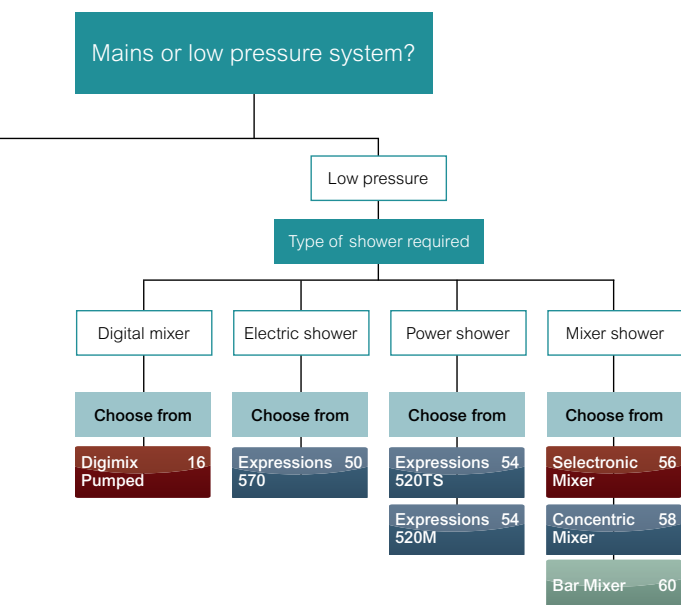 Mains or low pressure system?
Low pressure
Type of shower required
Digital mixer
Electric shower
Power shower
Mixer shower
Choose from
Choose from
Choose from
Choose from
Digimix 16
Pumped
Expressions 50
570
Expressions 54
520TS
Selectronic 56
Mixer
Expressions 54
520M
Concentric 58
Mixer
Bar Mixer 60